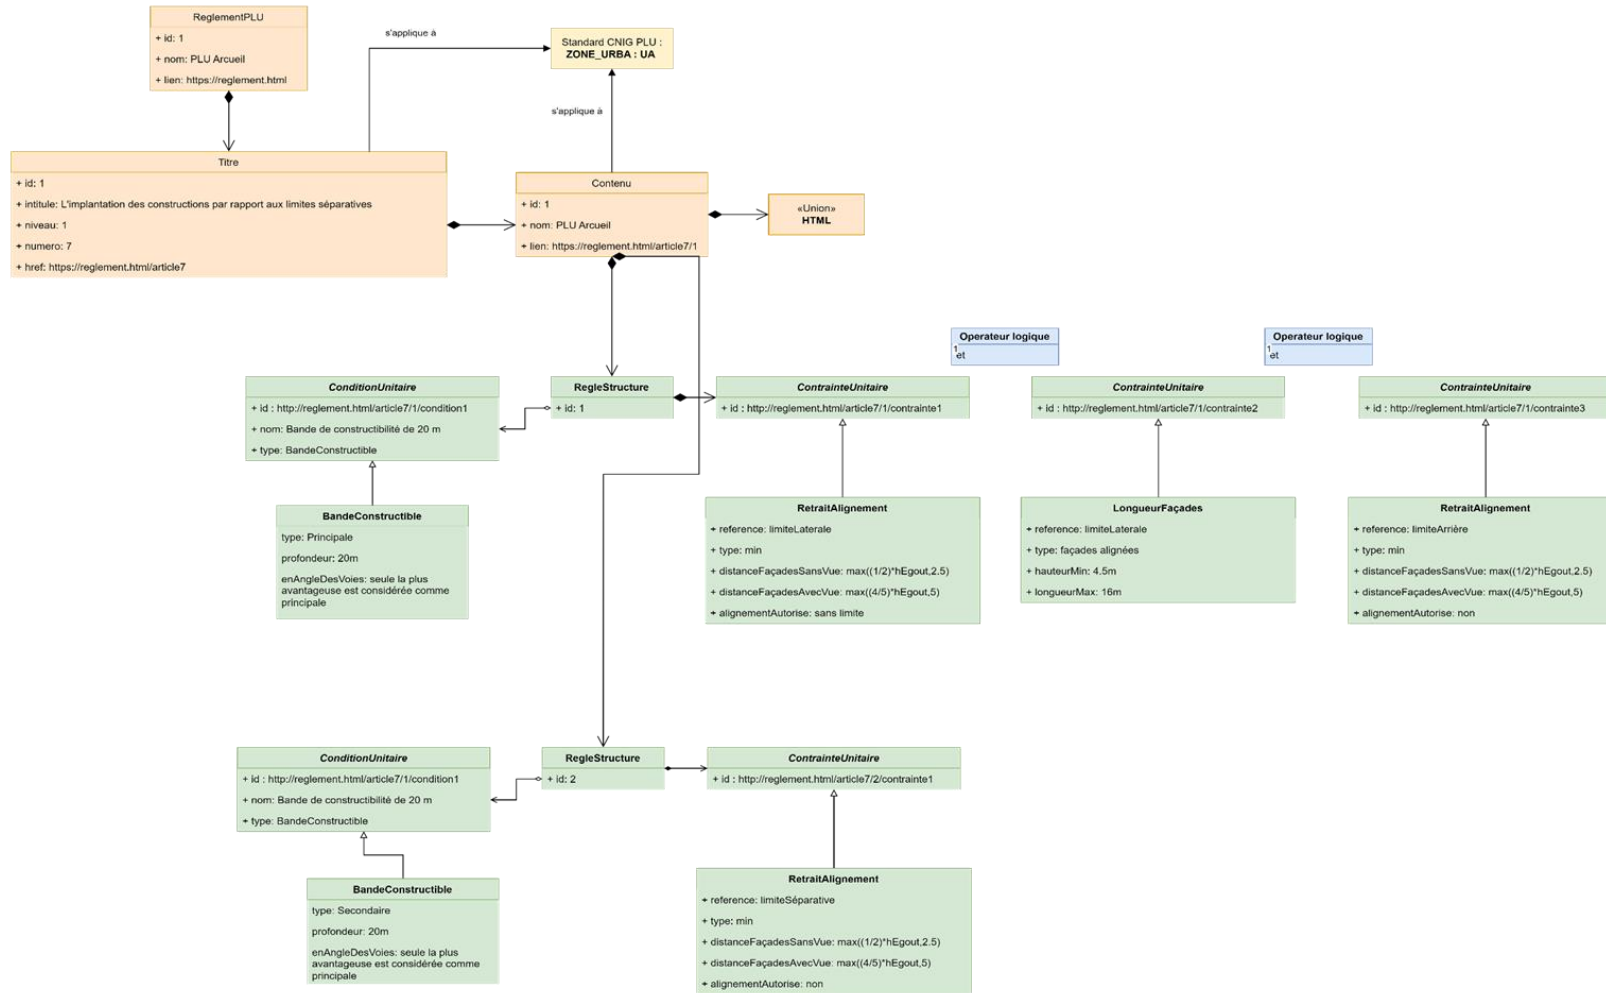 ReglementPLU
+ id: 1
+ nom: PLU Arcueil
+ lien: https://reglement.html
s'applique à
Standard CNIG PLU :
ZONE_URBA : UA
s'applique à
Titre
+ id: 1
+ intitule: L'implantation des constructions par rapport aux limites séparatives
+ niveau: 1
+ numero: 7
+ href: https://reglement.html/article7
Contenu
+ id: 1
+ nom: PLU Arcueil
+ lien: https://reglement.html/article7/1
«Union»
HTML
Operateur logique
1
et
Operateur logique
1
et
ConditionUnitaire
+ id : http://reglement.html/article7/1/condition1
+ nom: Bande de constructibilité de 20 m
+ type: BandeConstructible
RegleStructure
+ id: 1
ContrainteUnitaire
+ id : http://reglement.html/article7/1/contrainte1
ContrainteUnitaire
+ id : http://reglement.html/article7/1/contrainte2
ContrainteUnitaire
+ id : http://reglement.html/article7/1/contrainte3
BandeConstructible
type: Principale
profondeur: 20m
enAngleDesVoies: seule la plus
avantageuse est considérée comme
principale
RetraitAlignement
+ reference: limiteLaterale
+ type: min
+ distanceFaçadesSansVue: max((1/2)*hEgout,2.5)
+ distanceFaçadesAvecVue: max((4/5)*hEgout,5)
+ alignementAutorise: sans limite
LongueurFaçades
+ reference: limiteLaterale
+ type: façades alignées
+ hauteurMin: 4.5m
+ longueurMax: 16m
RetraitAlignement
+ reference: limiteArrière
+ type: min
+ distanceFaçadesSansVue: max((1/2)*hEgout,2.5)
+ distanceFaçadesAvecVue: max((4/5)*hEgout,5)
+ alignementAutorise: non
ConditionUnitaire
+ id : http://reglement.html/article7/1/condition1
+ nom: Bande de constructibilité de 20 m
+ type: BandeConstructible
RegleStructure
+ id: 2
ContrainteUnitaire
+ id : http://reglement.html/article7/2/contrainte1
BandeConstructible
type: Secondaire
profondeur: 20m
enAngleDesVoies: seule la plus
avantageuse est considérée comme
principale
RetraitAlignement
+ reference: limiteSéparative
+ type: min
+ distanceFaçadesSansVue: max((1/2)*hEgout,2.5)
+ distanceFaçadesAvecVue: max((4/5)*hEgout,5)
+ alignementAutorise: non